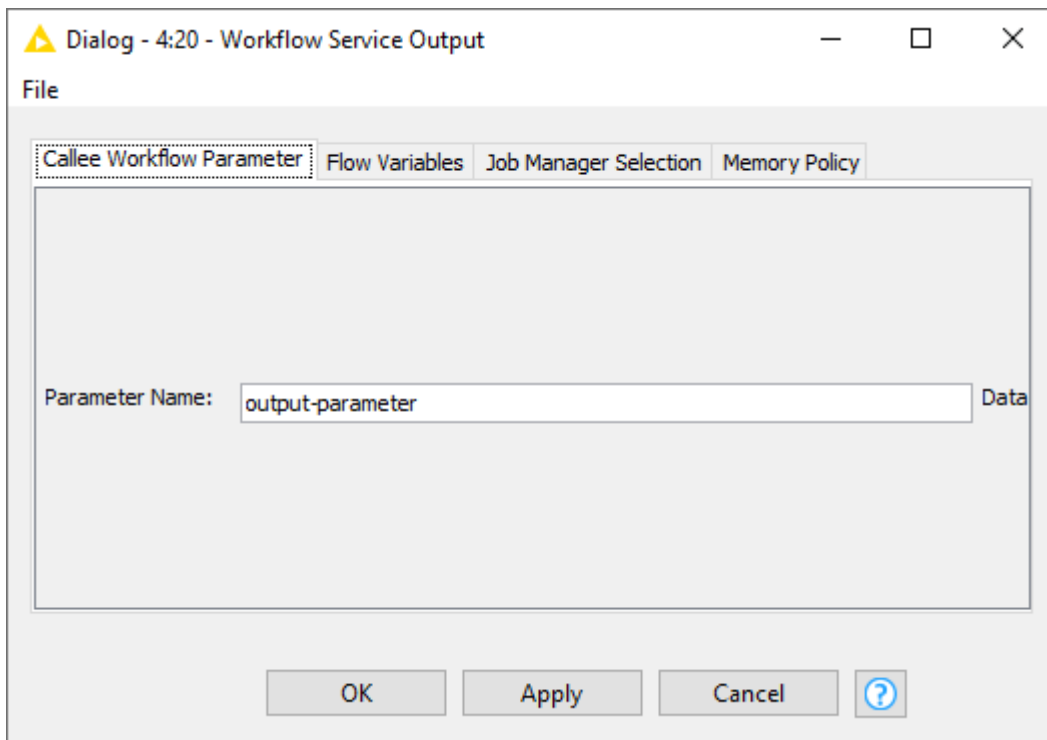 Dialog - 4:20 - Workflow Service Output
File
Callee Workflow Parameter Flow Variables Job Manager Selection Memory Policy
Parameter Name: output-parameter Data
OK Apply Cancel ?